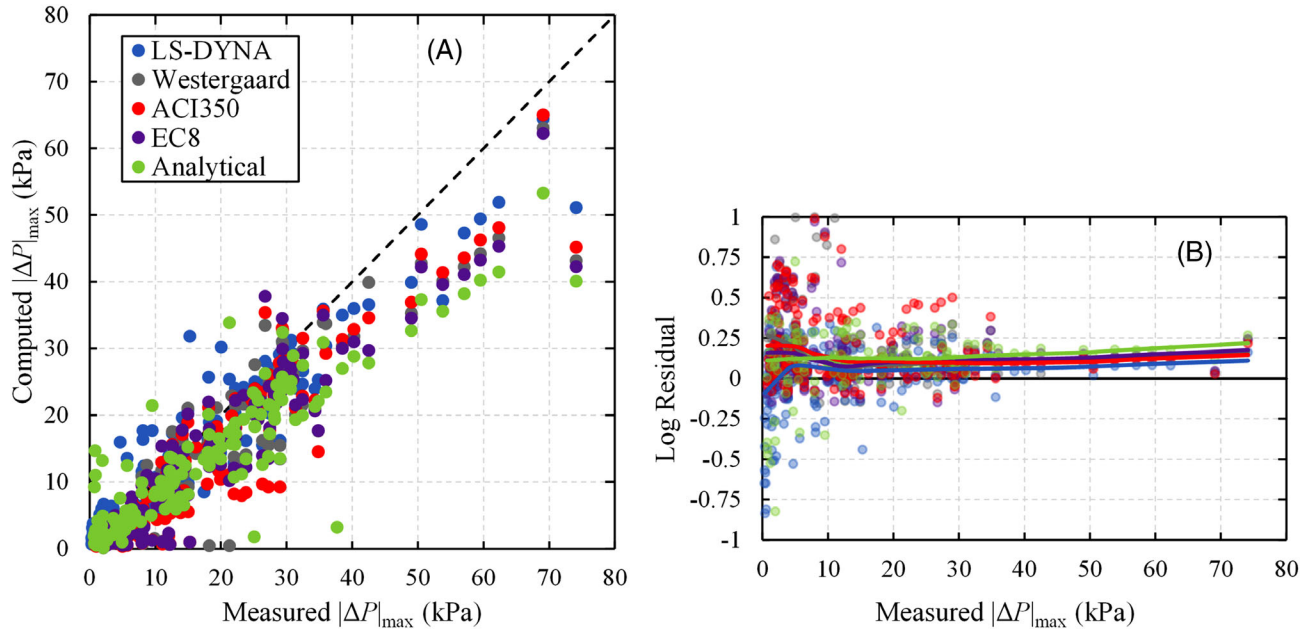 80
70
60
50
40
30
20
10
0
Computed |ΔP|max (kPa)
LS-DYNA
Westergaard
ACI350
EC8
Analytical
(A)
0 10 20 30 40 50 60 70 80
Measured |ΔP|max (kPa)
1
0.75
0.5
0.25
0
-0.25
-0.5
-0.75
-1
Log Residual
(B)
0 10 20 30 40 50 60 70 80
Measured |ΔP|max (kPa)